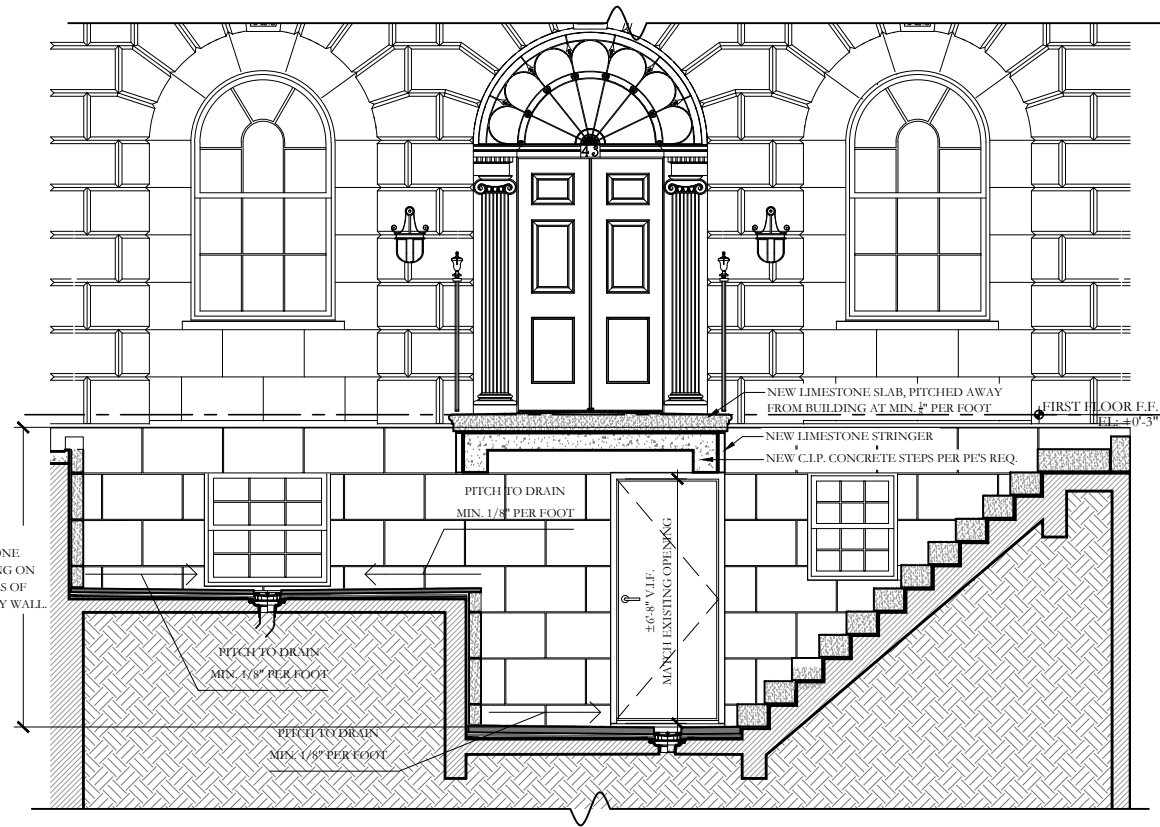 43
NEW LIMESTONE SLAB, PITCHED AWAY
FROM BUILDING AT MIN. ¼" PER FOOT
FIRST FLOOR F.F.
EL: +0'-3"
NEW LIMESTONE STRINGER
NEW C.I.P. CONCRETE STEPS PER PE'S REQ.
PITCH TO DRAIN
MIN. 1/8" PER FOOT
±6'-8" V.I.F.
MATCH EXISTING OPENING
ONE
NG ON
S OF
Y WALL.
PITCH TO DRAIN
MIN. 1/8" PER FOOT
PITCH TO DRAIN
MIN. 1/8" PER FOOT